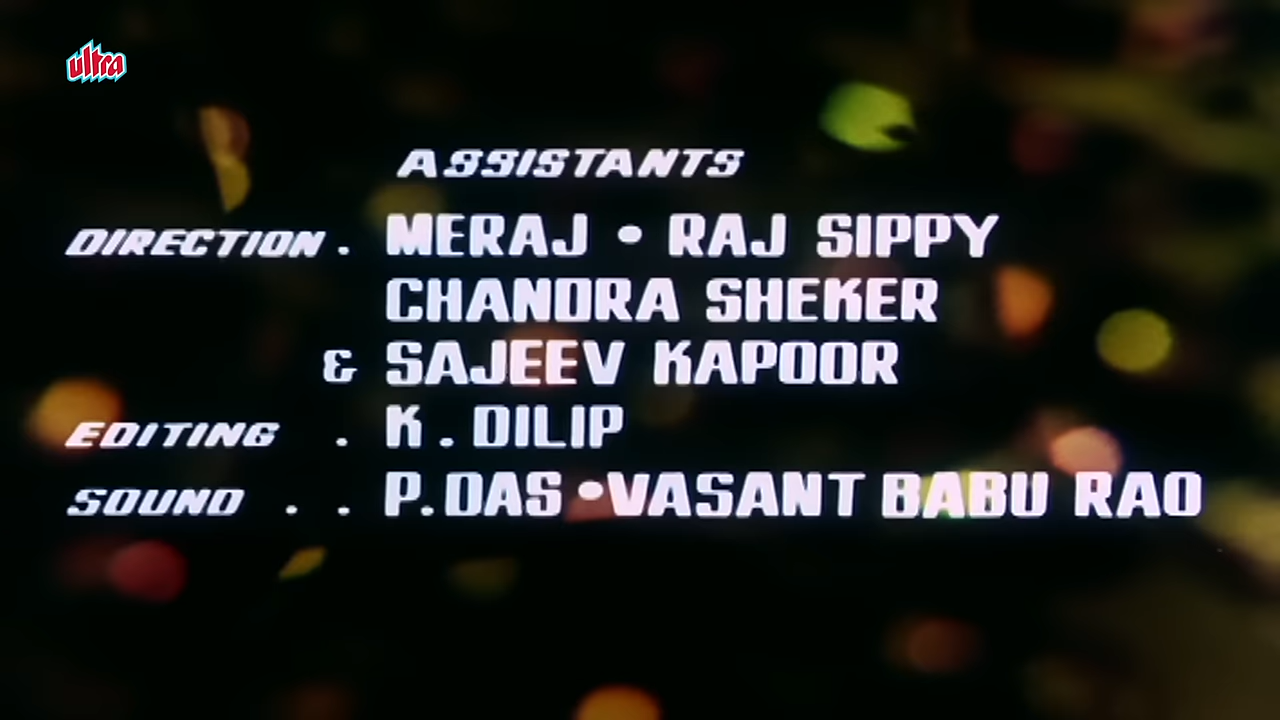 ultra
ASSISTANTS
DIRECTION . MERAJ • RAJ SIPPY
CHANDRA SHEKER
& SAJEEV KAPOOR
EDITING . K. DILIP
SOUND . . P. DAS • VASANT BABU RAO